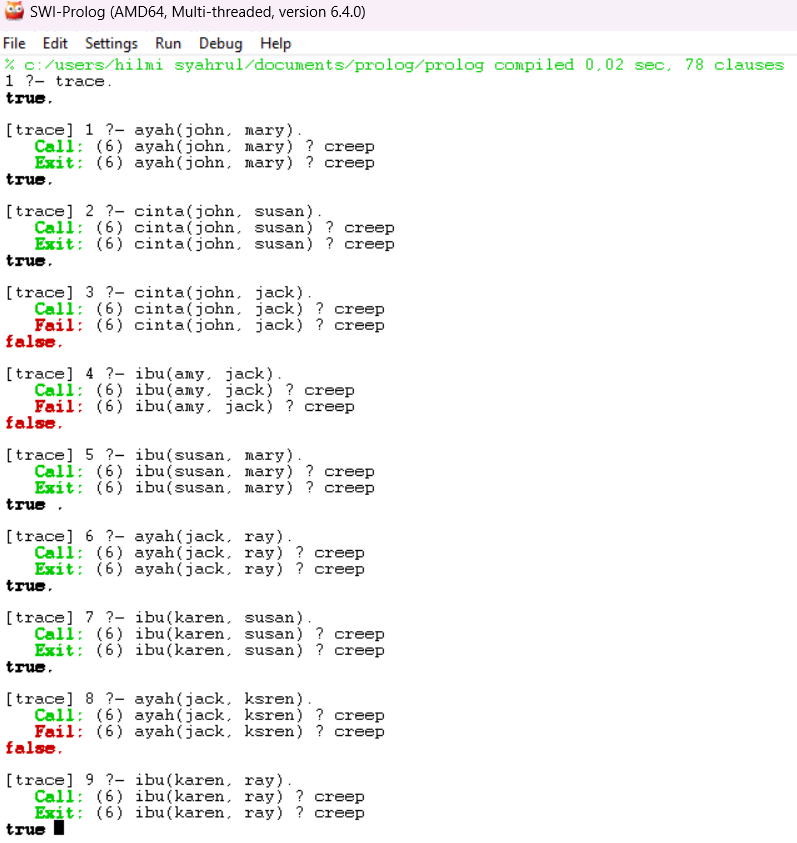 SWI-Prolog (AMD64, Multi-threaded, version 6.4.0)
File Edit Settings Run Debug Help
% c:/users/hilmi syahrul/documents/prolog/prolog compiled 0,02 sec, 78 clauses
1 ?- trace.
true.
[trace] 1 ?- ayah(john, mary).
Call: (6) ayah(john, mary) ? creep
Exit: (6) ayah(john, mary) ? creep
true.
[trace] 2 ?- cinta(john, susan).
Call: (6) cinta(john, susan) ? creep
Exit: (6) cinta(john, susan) ? creep
true.
[trace] 3 ?- cinta(john, jack).
Call: (6) cinta(john, jack) ? creep
Fail: (6) cinta(john, jack) ? creep
false.
[trace] 4 ?- ibu(amy, jack).
Call: (6) ibu(amy, jack) ? creep
Fail: (6) ibu(amy, jack) ? creep
false.
[trace] 5 ?- ibu(susan, mary).
Call: (6) ibu(susan, mary) ? creep
Exit: (6) ibu(susan, mary) ? creep
true .
[trace] 6 ?- ayah(jack, ray).
Call: (6) ayah(jack, ray) ? creep
Exit: (6) ayah(jack, ray) ? creep
true.
[trace] 7 ?- ibu(karen, susan).
Call: (6) ibu(karen, susan) ? creep
Exit: (6) ibu(karen, susan) ? creep
true.
[trace] 8 ?- ayah(jack, ksren).
Call: (6) ayah(jack, ksren) ? creep
Fail: (6) ayah(jack, ksren) ? creep
false.
[trace] 9 ?- ibu(karen, ray).
Call: (6) ibu(karen, ray) ? creep
Exit: (6) ibu(karen, ray) ? creep
true